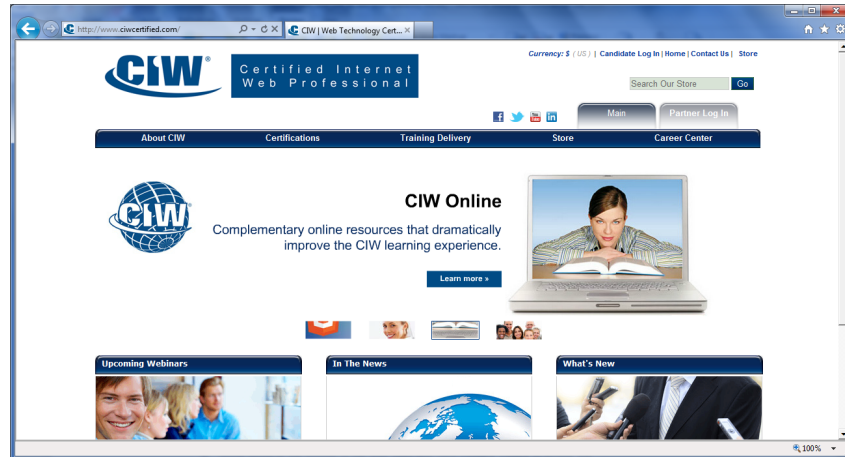 http://www.ciwcertified.com/
CIW | Web Technology Cert...
Currency: $ ( US ) | Candidate Log In | Home | Contact Us | Store
CIW®
Certified Internet
Web Professional
Search Our Store Go
Main Partner Log In
About CIW Certifications Training Delivery Store Career Center
CIW
CIW Online
Complementary online resources that dramatically
improve the CIW learning experience.
Learn more »
Upcoming Webinars In The News What's New
100%